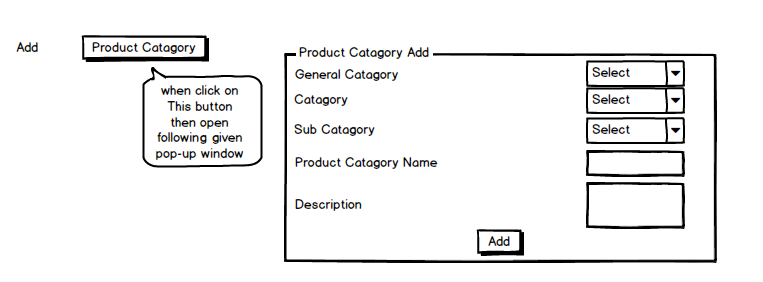 Add
Product Catagory
when click on
This button
then open
following given
pop-up window
Product Catagory Add
General Catagory
Select
Catagory
Select
Sub Catagory
Select
Product Catagory Name
Description
Add